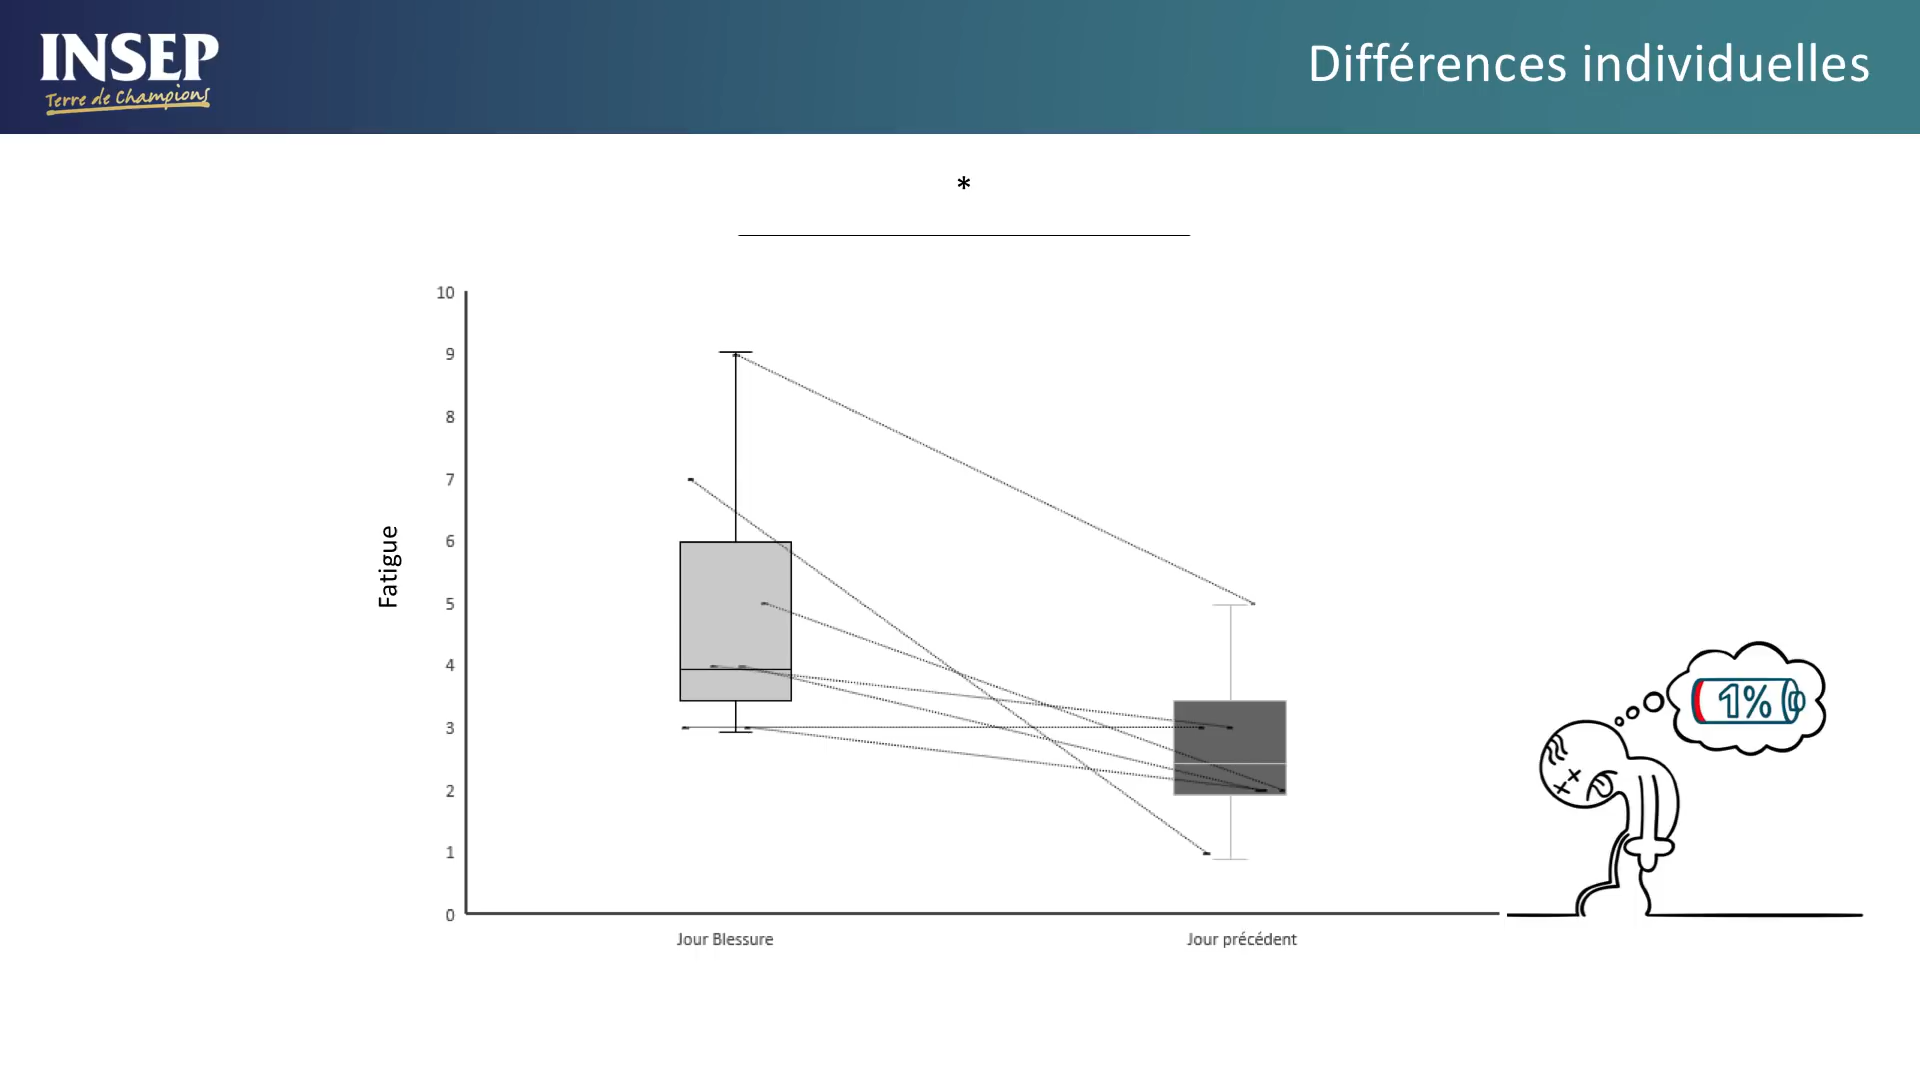 INSEP
Terre de Champions
Différences individuelles
*
10
9
8
7
6
5
4
3
2
1
0
Fatigue
Jour Blessure
Jour précédent
1%